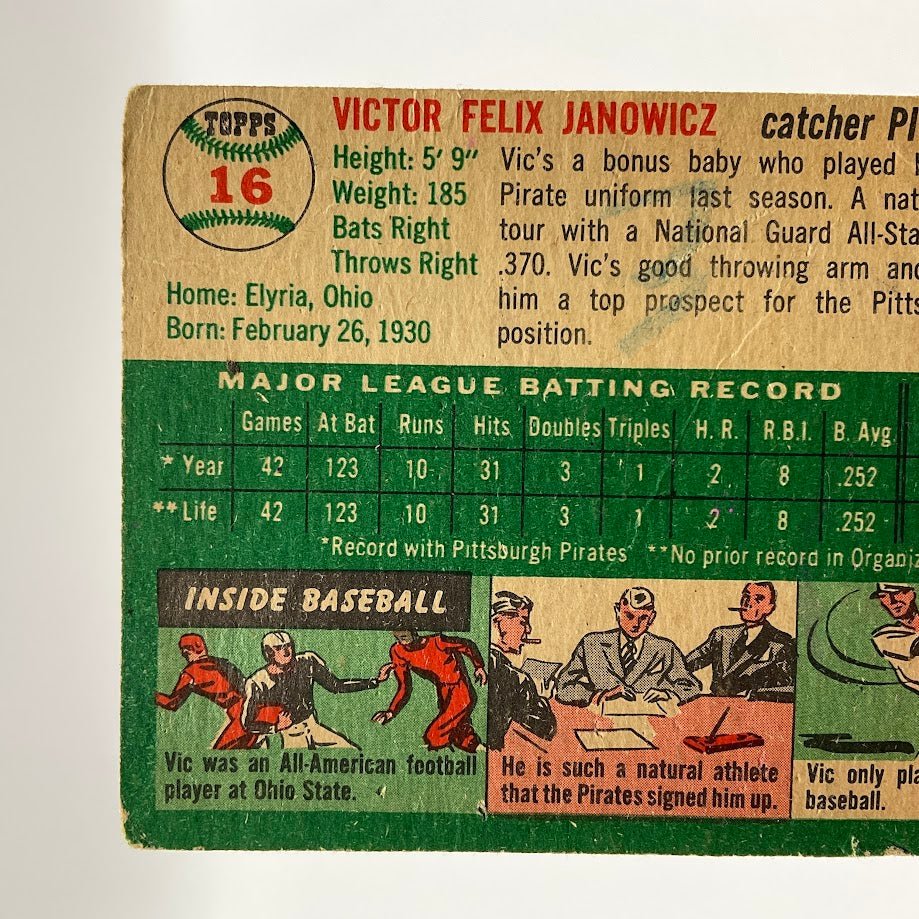 TOPPS
16
VICTOR FELIX JANOWICZ catcher
Height: 5' 9"
Weight: 185
Bats Right
Throws Right
Home: Elyria, Ohio
Born: February 26, 1930
Vic's a bonus baby who played
Pirate uniform last season. A
tour with a National Guard
.370. Vic's good throwing arm
him a top prospect for the
position.
MAJOR LEAGUE BATTING RECORD
Games At Bat Runs Hits Doubles Triples H. R. R.B.I. B. Avg.
* Year 42 123 10 31 3 1 2 8 .252
** Life 42 123 10 31 3 1 2 8 .252
*Record with Pittsburgh Pirates **No prior record in
INSIDE BASEBALL
Vic was an All-American football
player at Ohio State.
He is such a natural athlete
that the Pirates signed him up.
Vic only
baseball.